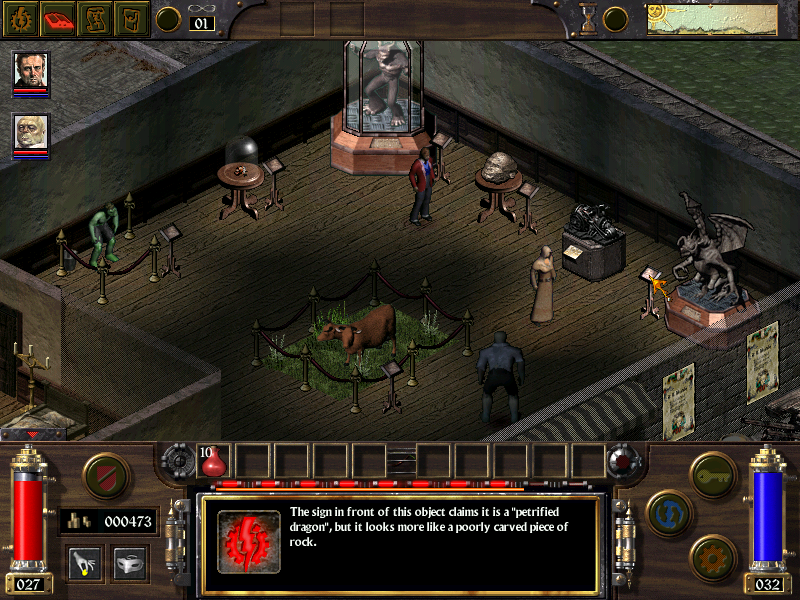 01
10
000473
The sign in front of this object claims it is a "petrified
dragon", but it looks more like a poorly carved piece of
rock.
027
032